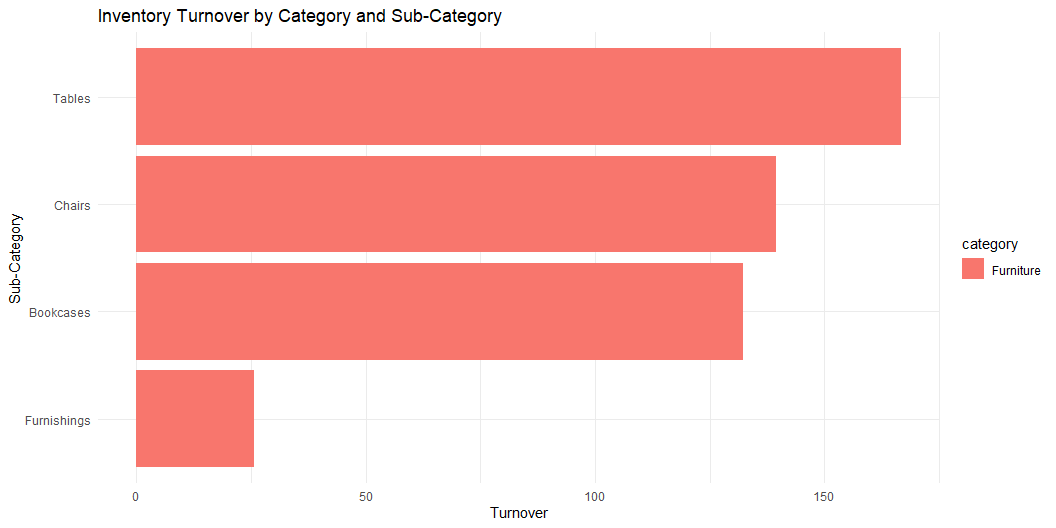 Inventory Turnover by Category and Sub-Category
Sub-Category
Tables
Chairs
Bookcases
Furnishings
0 50 100 150
Turnover
category
Furniture